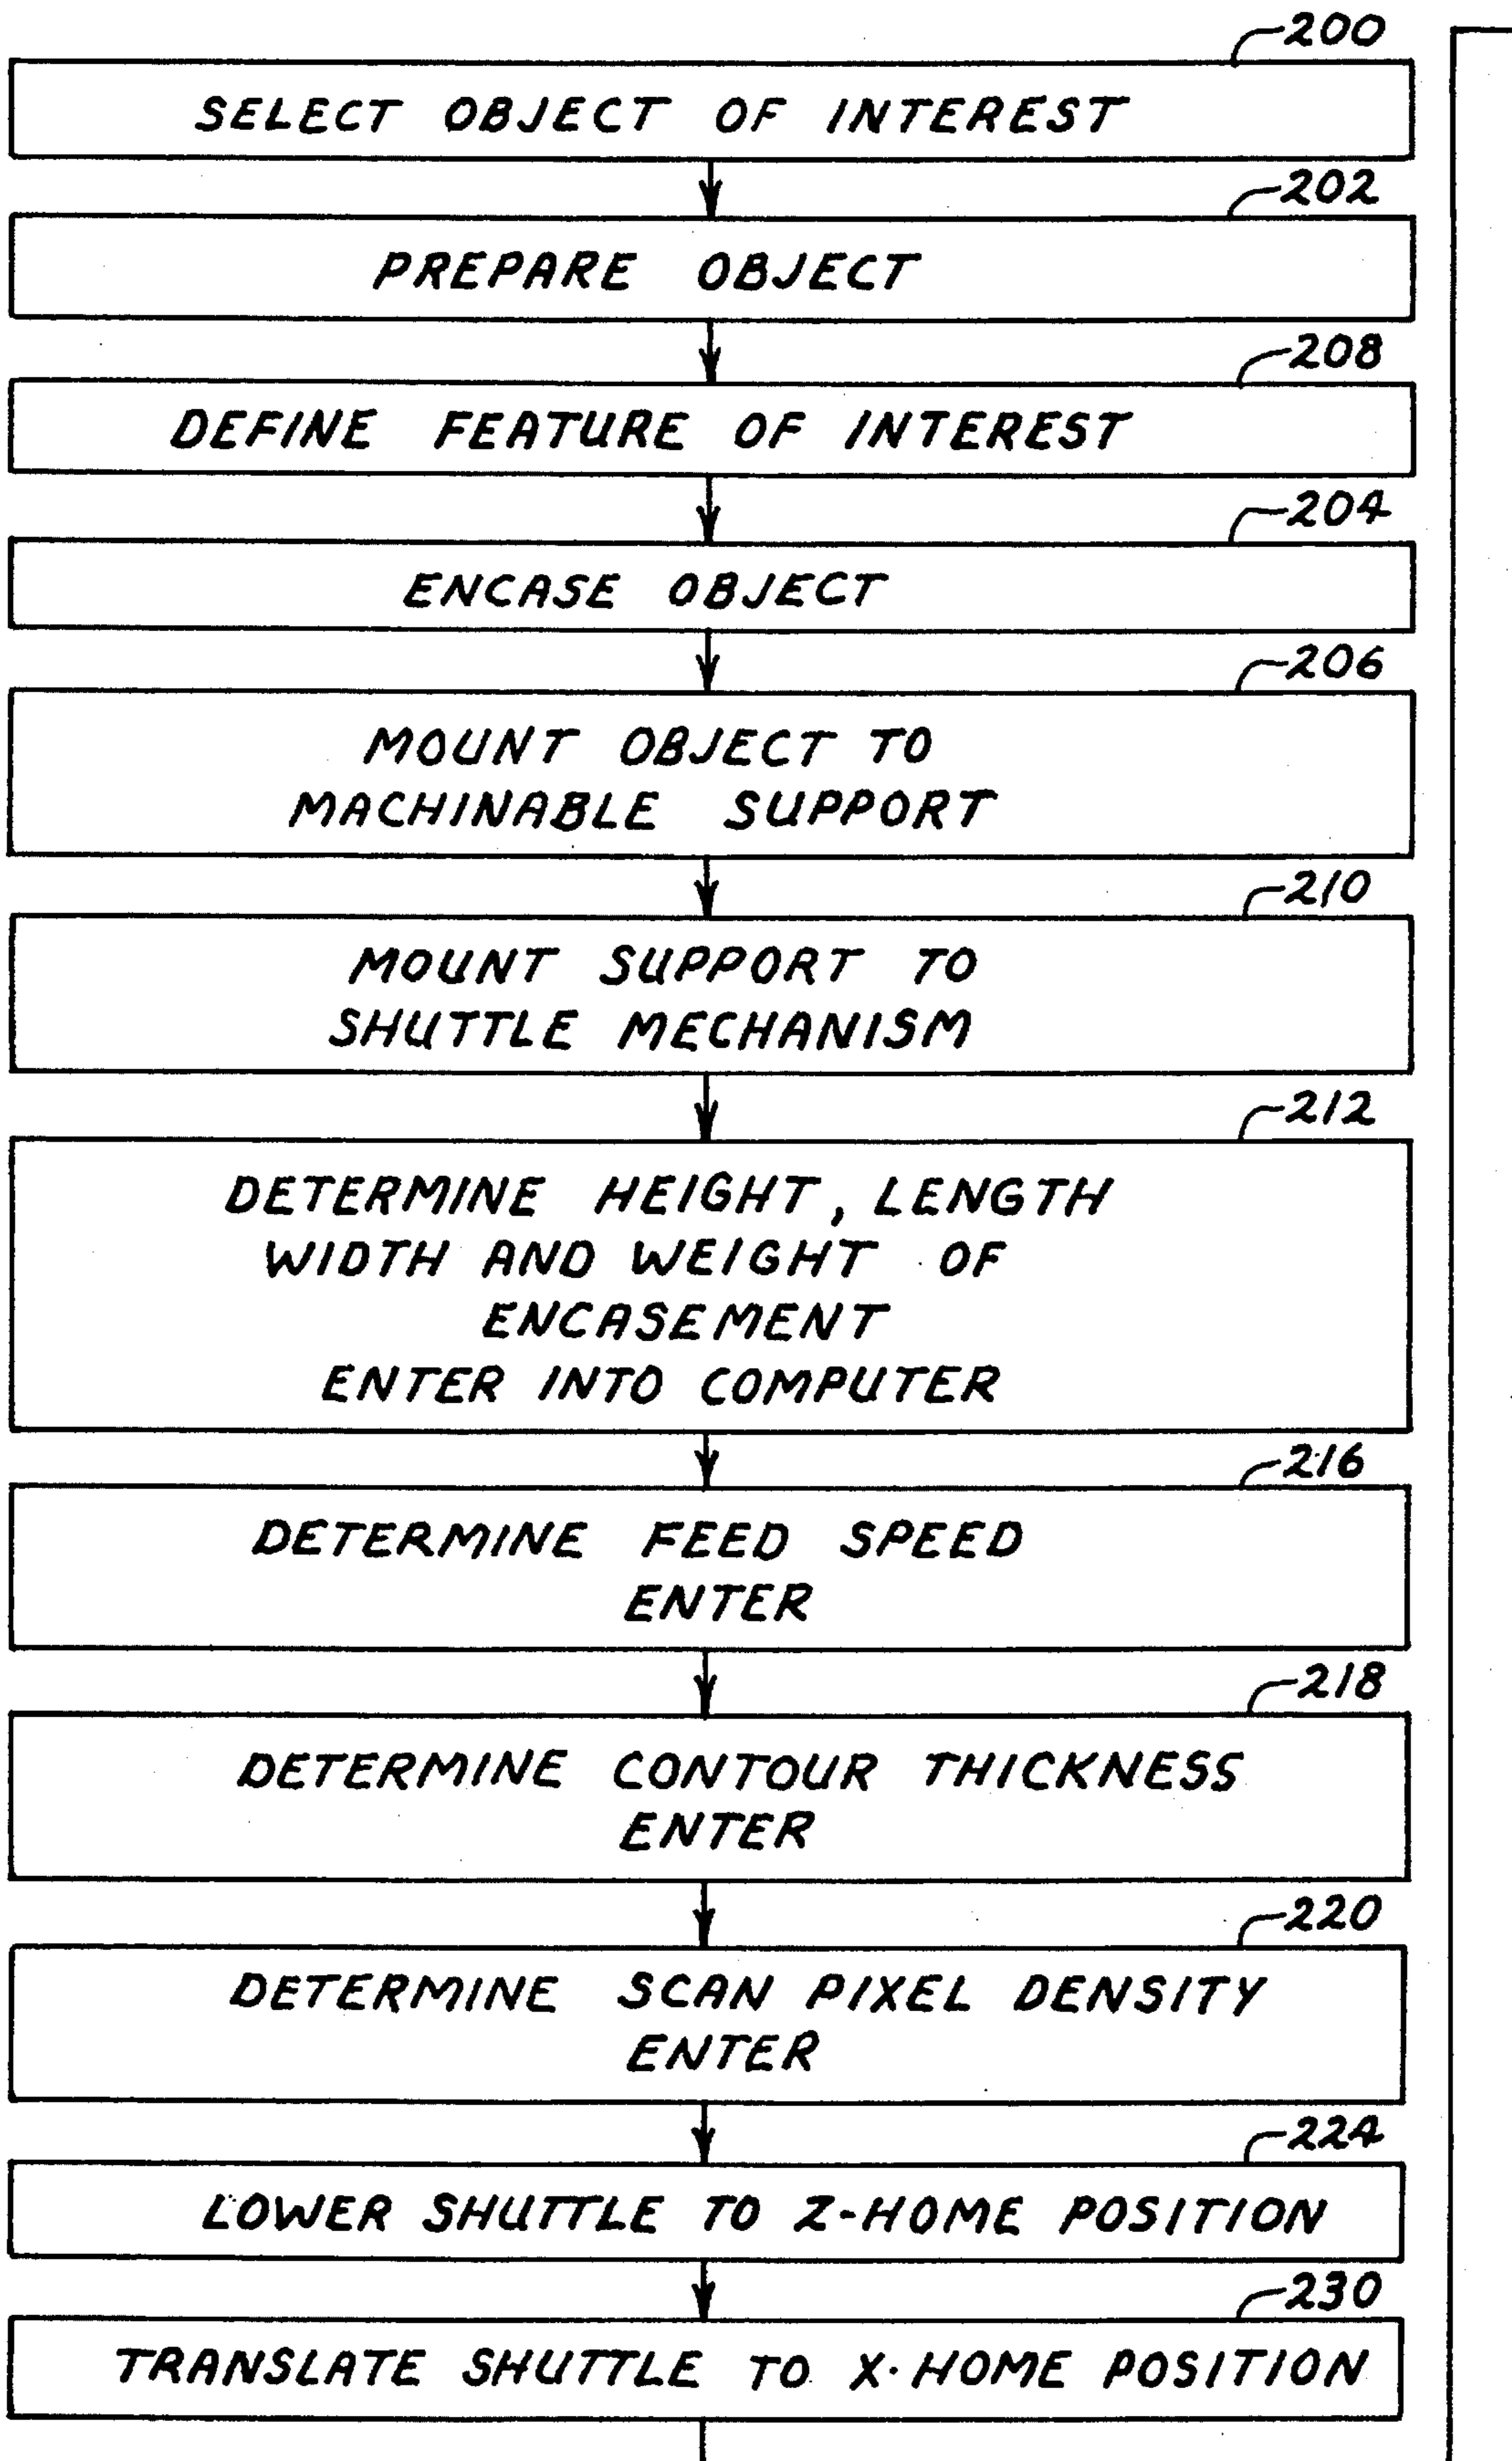 200
SELECT OBJECT OF INTEREST
202
PREPARE OBJECT
208
DEFINE FEATURE OF INTEREST
204
ENCASE OBJECT
206
MOUNT OBJECT TO
MACHINABLE SUPPORT
210
MOUNT SUPPORT TO
SHUTTLE MECHANISM
212
DETERMINE HEIGHT, LENGTH
WIDTH AND WEIGHT OF
ENCASEMENT
ENTER INTO COMPUTER
216
DETERMINE FEED SPEED
ENTER
218
DETERMINE CONTOUR THICKNESS
ENTER
220
DETERMINE SCAN PIXEL DENSITY
ENTER
224
LOWER SHUTTLE TO Z-HOME POSITION
230
TRANSLATE SHUTTLE TO X-HOME POSITION